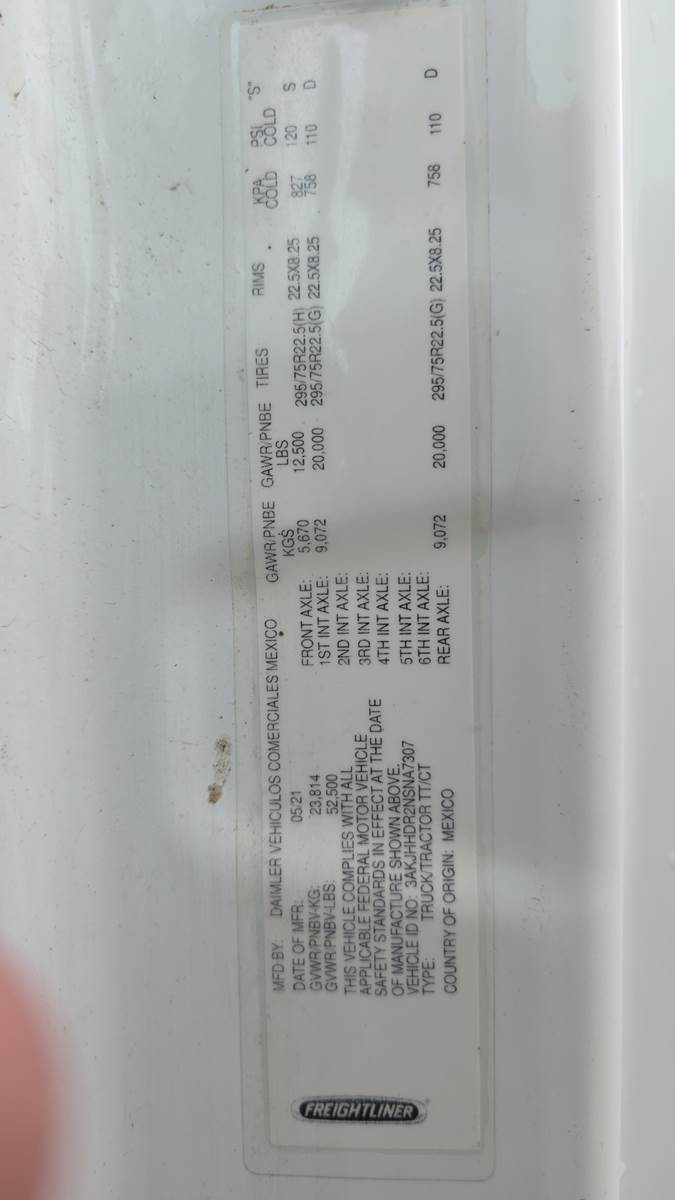 FREIGHTLINER
MFD BY: DAIMLER VEHICULOS COMERCIALES MEXICO
DATE OF MFR: 05/21
GVWR/PNBV-KG: 23,814
GVWR/PNBV-LBS: 52,500
THIS VEHICLE COMPLIES WITH ALL
APPLICABLE FEDERAL MOTOR VEHICLE
SAFETY STANDARDS IN EFFECT AT THE DATE
OF MANUFACTURE SHOWN ABOVE.
VEHICLE ID NO: 3AKJHHDR2NSNA7307
TYPE: TRUCK/TRACTOR TT/CT
COUNTRY OF ORIGIN: MEXICO
GAWR/PNBE GAWR/PNBE TIRES RIMS KPA PSI "S"
KGS LBS COLD COLD
FRONT AXLE: 5,670 12,500 295/75R22.5(H) 22.5X8.25 827 120 S
1ST INT AXLE: 9,072 20,000 295/75R22.5(G) 22.5X8.25 758 110 D
2ND INT AXLE:
3RD INT AXLE:
4TH INT AXLE:
5TH INT AXLE:
6TH INT AXLE:
REAR AXLE: 9,072 20,000 295/75R22.5(G) 22.5X8.25 758 110 D